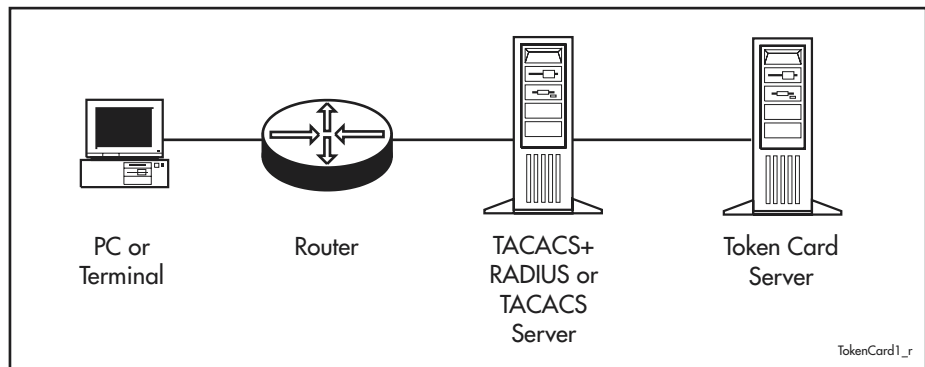 PC or
Terminal
Router
TACACS+
RADIUS or
TACACS
Server
Token Card
Server
TokenCard1_r